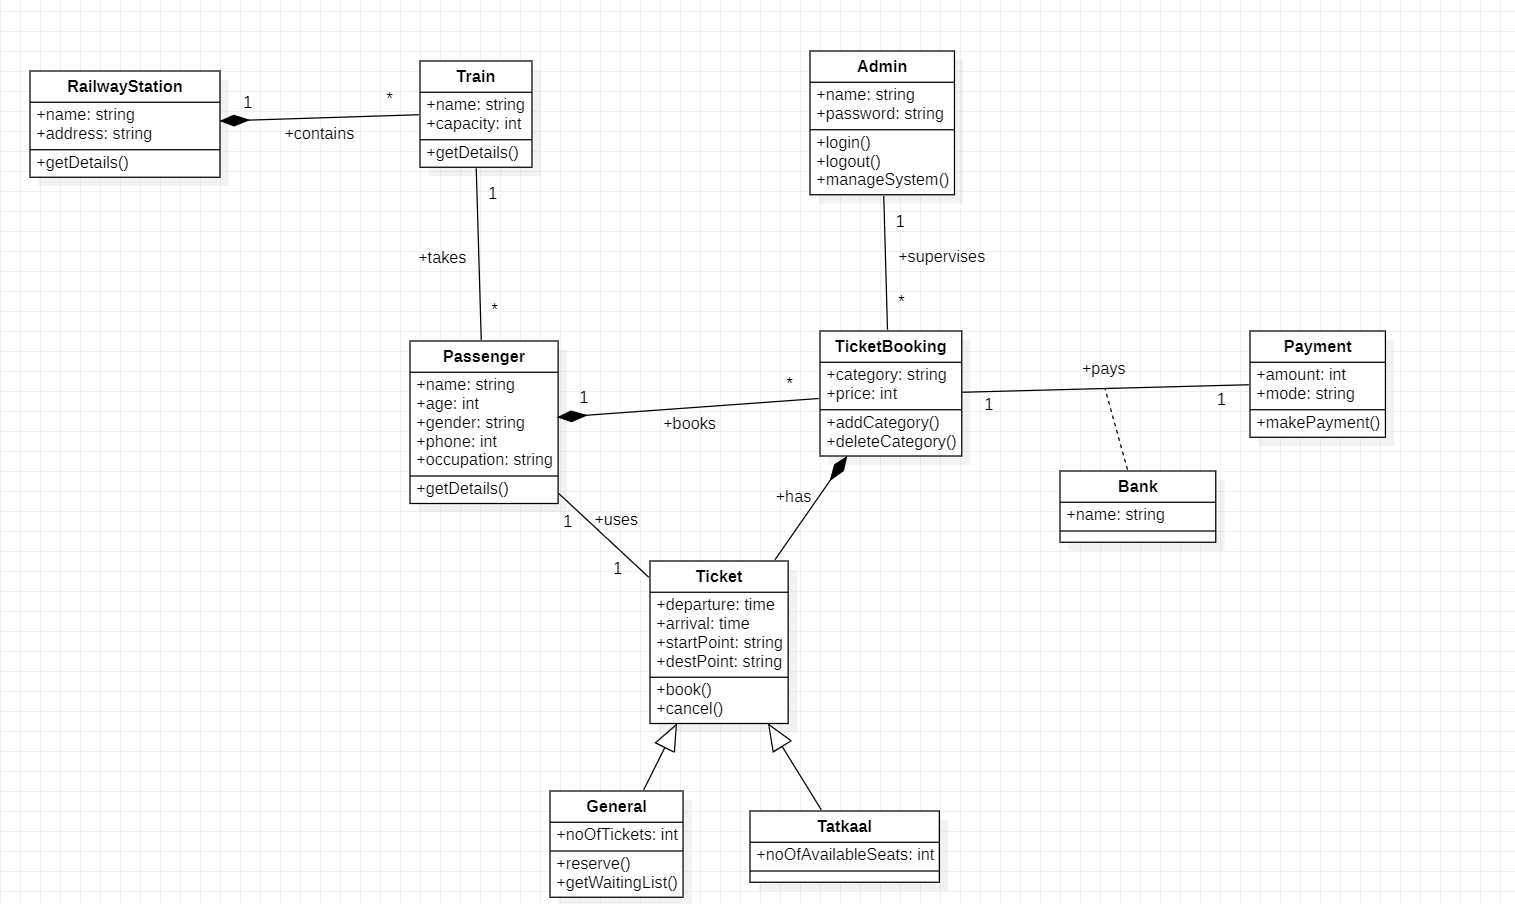 RailwayStation
+name: string
+address: string
+getDetails()
1
*
+contains
Train
+name: string
+capacity: int
+getDetails()
1
+takes
*
Admin
+name: string
+password: string
+login()
+logout()
+manageSystem()
1
+supervises
*
Passenger
+name: string
+age: int
+gender: string
+phone: int
+occupation: string
+getDetails()
1
*
+books
TicketBooking
+category: string
+price: int
+addCategory()
+deleteCategory()
+pays
1
1
Payment
+amount: int
+mode: string
+makePayment()
Bank
+name: string
+has
+uses
1
1
Ticket
+departure: time
+arrival: time
+startPoint: string
+destPoint: string
+book()
+cancel()
General
+noOfTickets: int
+reserve()
+getWaitingList()
Tatkaal
+noOfAvailableSeats: int